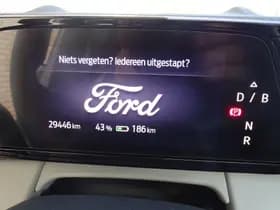 Niets vergeten? Iedereen uitgestapt?
Ford
D / B
N
R
29446 km 43 % 186 km